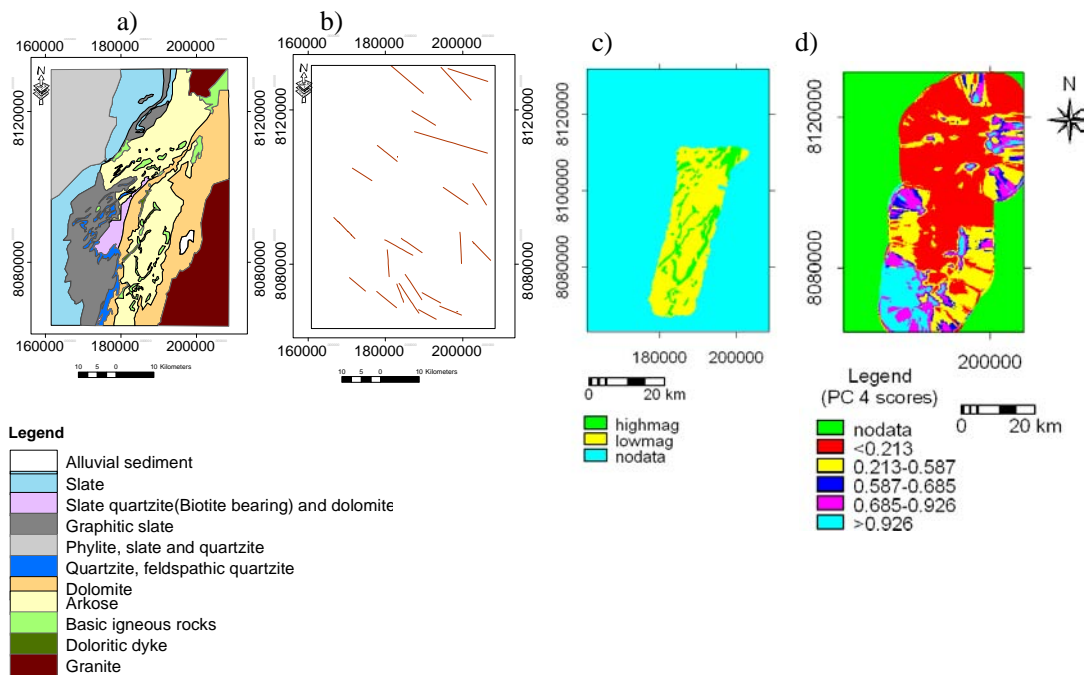 a)
160000 180000 200000
N
8120000
8080000
160000 180000 200000
10 5 0 10 Kilometers
b)
160000 180000 200000
N
8120000
8080000
160000 180000 200000
10 5 0 10 Kilometers
c)
8120000
8100000
8080000
180000 200000
0 20 km
highmag
lowmag
nodata
d)
N
8120000
8080000
200000
Legend
(PC 4 scores)
0 20 km
nodata
<0.213
0.213-0.587
0.587-0.685
0.685-0.926
>0.926
Legend
Alluvial sediment
Slate
Slate quartzite(Biotite bearing) and dolomite
Graphitic slate
Phylite, slate and quartzite
Quartzite, feldspathic quartzite
Dolomite
Arkose
Basic igneous rocks
Doloritic dyke
Granite